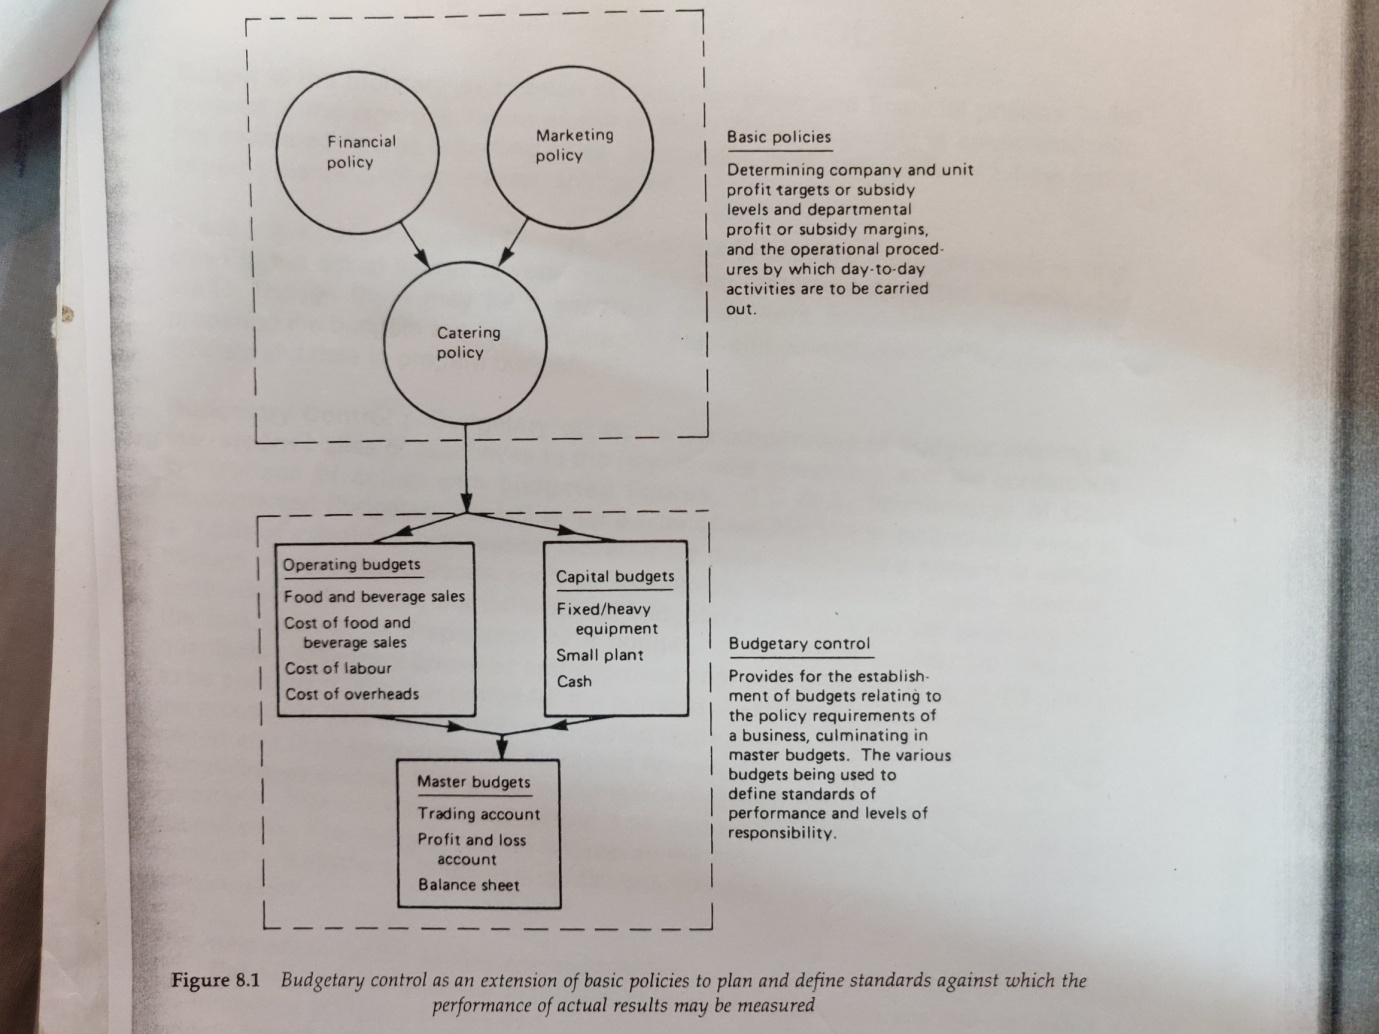 Financial
policy
Marketing
policy
Catering
policy
Basic policies
Determining company and unit
profit targets or subsidy
levels and departmental
profit or subsidy margins,
and the operational proced-
ures by which day-to-day
activities are to be carried
out.
Operating budgets
Food and beverage sales
Cost of food and
beverage sales
Cost of labour
Cost of overheads
Capital budgets
Fixed/heavy
equipment
Small plant
Cash
Master budgets
Trading account
Profit and loss
account
Balance sheet
Budgetary control
Provides for the establish-
ment of budgets relating to
the policy requirements of
a business, culminating in
master budgets. The various
budgets being used to
define standards of
performance and levels of
responsibility.
Figure 8.1 Budgetary control as an extension of basic policies to plan and define standards against which the
performance of actual results may be measured